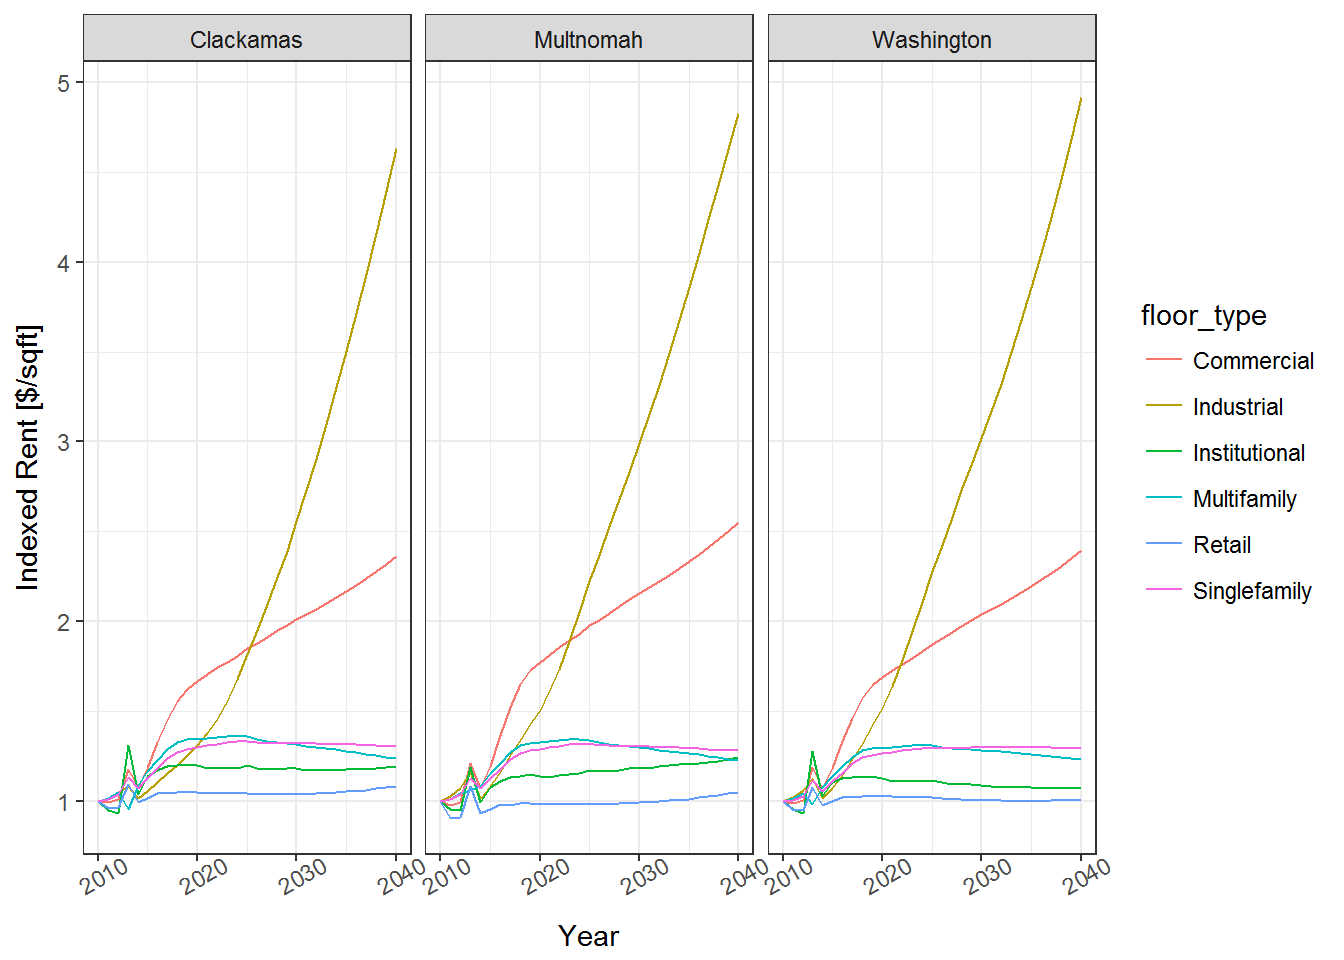 Clackamas Multnomah Washington
5
4
3
2
1
Indexed Rent [$/sqft]
2010 2020 2030 2040 2010 2020 2030 2040 2010 2020 2030 2040
Year
floor_type
Commercial
Industrial
Institutional
Multifamily
Retail
Singlefamily